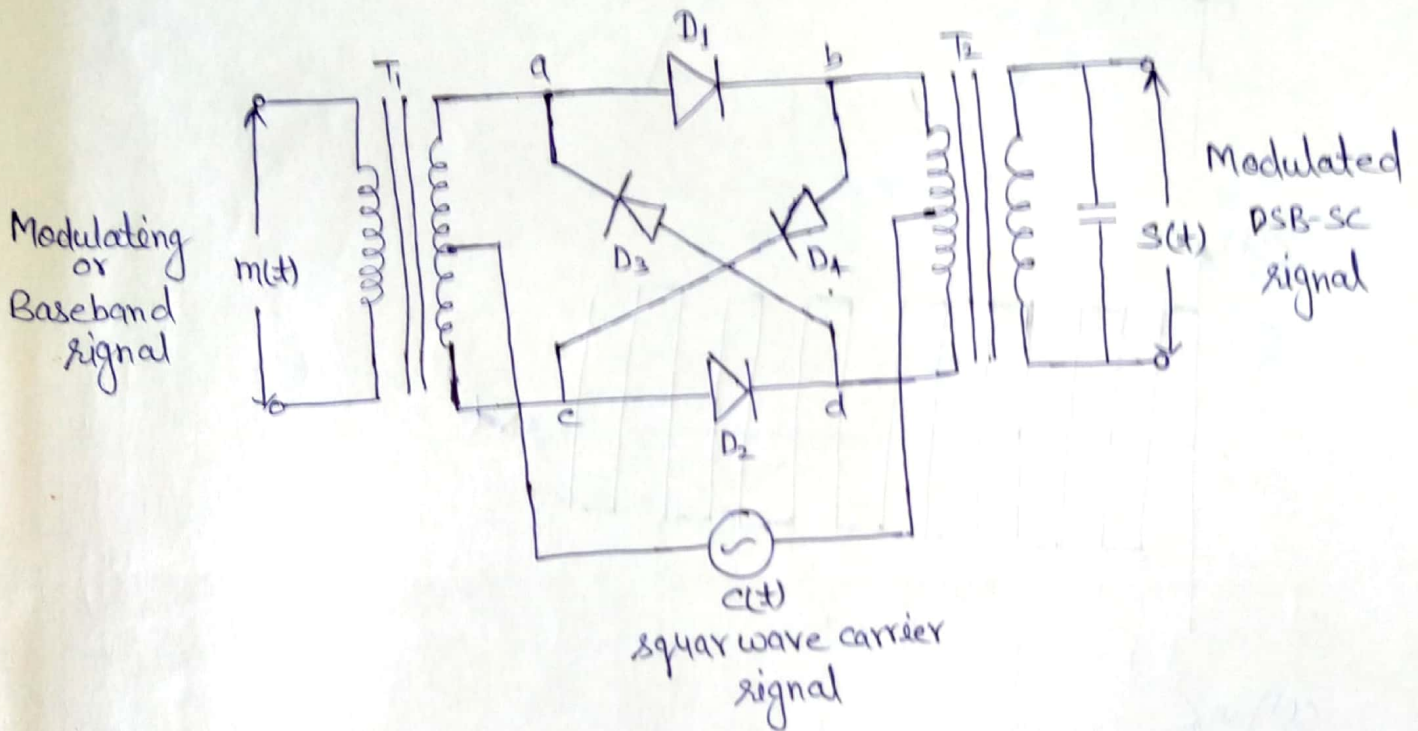 D1
T1
a
b
T2
Modulating
or
Baseband
signal
m(t)
D3
D4
S(t)
Modulated
DSB-SC
signal
c
D2
d
C(t)
squar wave carrier
signal